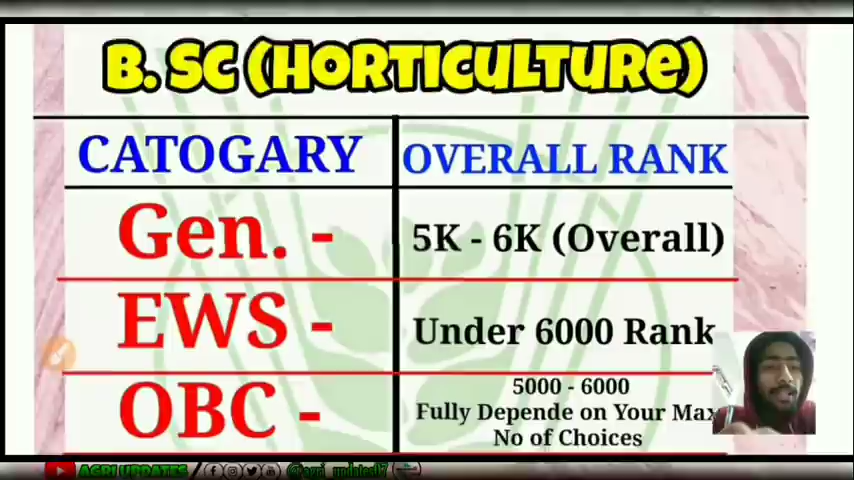 B. SC (HORTICULTURE)
CATOGARY
OVERALL RANK
Gen. -
5K - 6K (Overall)
EWS -
Under 6000 Rank
OBC -
5000 - 6000
Fully Depende on Your Max
No of Choices
AGRI UPDATES
@agri_updates17